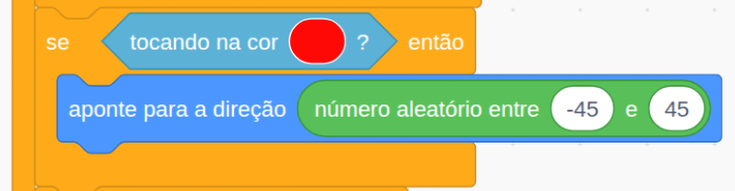 se tocando na cor ? então
aponte para a direção número aleatório entre -45 e 45